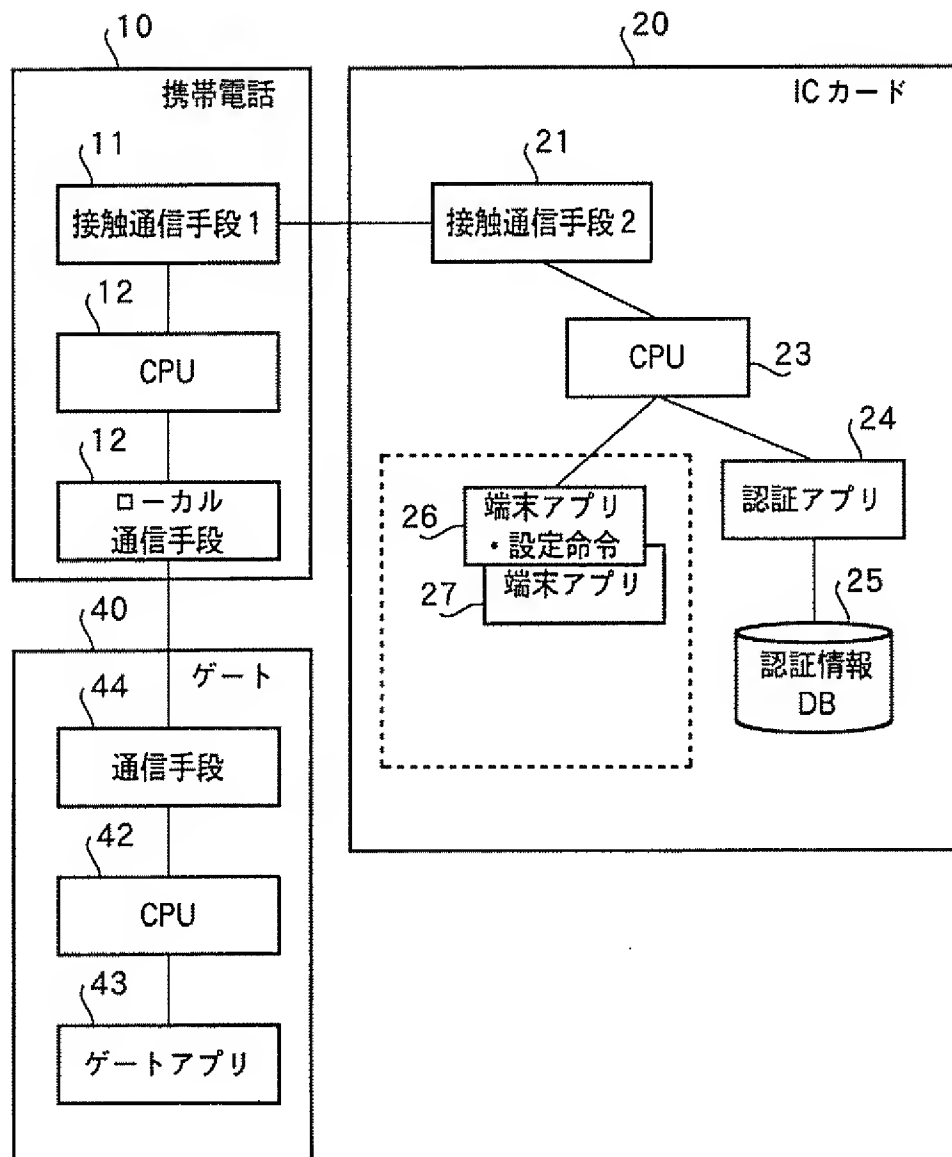 10
携帯電話
11
接触通信手段1
12
CPU
12
ローカル
通信手段
20
ICカード
21
接触通信手段2
CPU
23
24
認証アプリ
25
認証情報
DB
26
端末アプリ
・設定命令
27
端末アプリ
40
ゲート
44
通信手段
42
CPU
43
ゲートアプリ